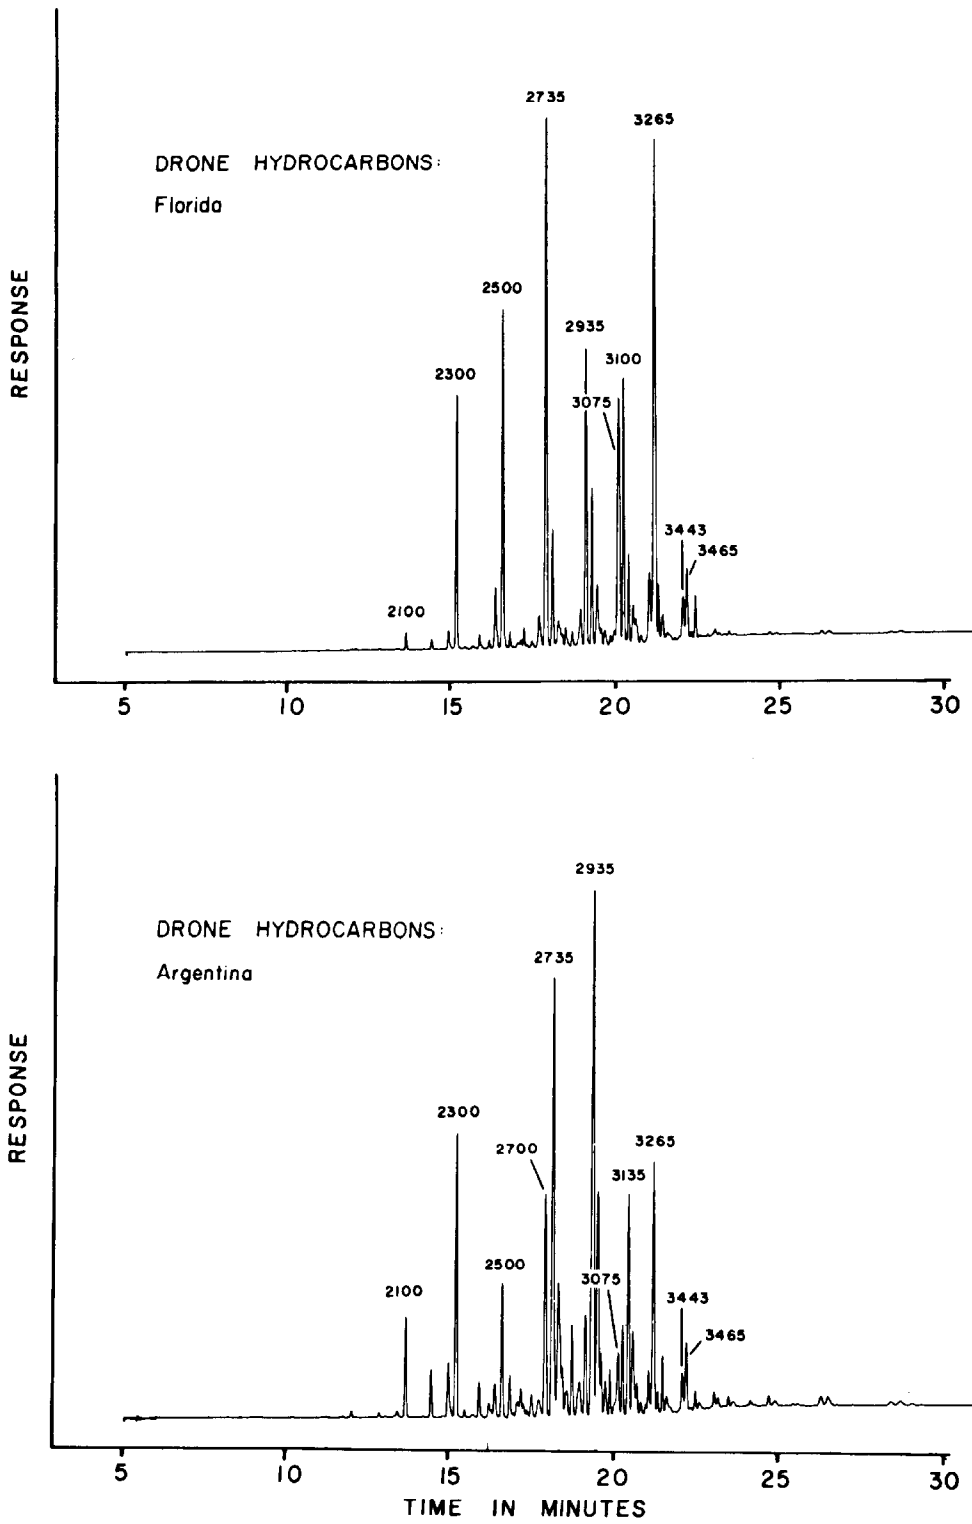 2735
3265
DRONE HYDROCARBONS:
Florida
2500
2935
3100
2300
3075
RESPONSE
3443
3465
2100
5 10 15 20 25 30
2935
DRONE HYDROCARBONS:
2735
Argentina
2300
2700
3265
3135
RESPONSE
2500
3075
2100
3443
3465
5 10 15 20 25 30
TIME IN MINUTES